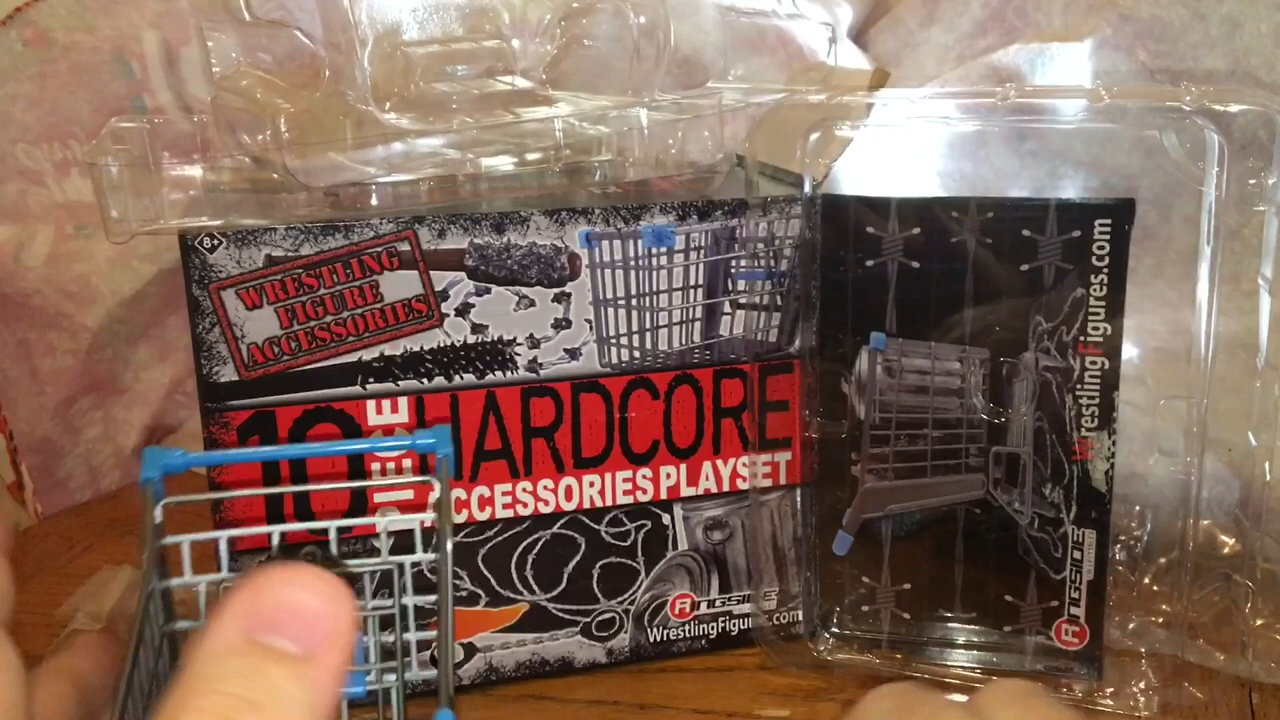 8+
WRESTLING
FIGURE
ACCESSORIES
10 PIECE HARDCORE
ACCESSORIES PLAYSET
RINGSIDE
WrestlingFigures.com
WrestlingFigures.com
RINGSIDE